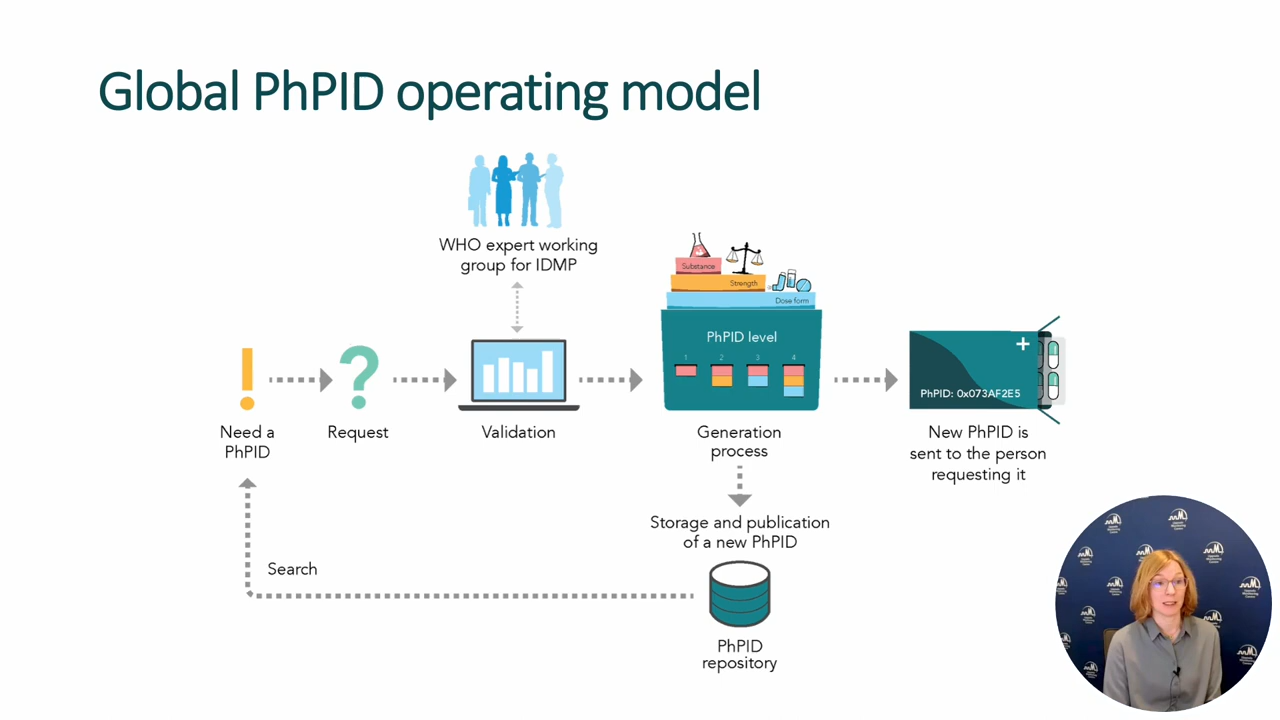 Global PhPID operating model
WHO expert working
group for IDMP
Substance
Strength
Dose form
PhPID level
1 2 3 4
PhPID: 0x073AF2E5
Need a
PhPID
Request
Validation
Generation
process
New PhPID is
sent to the person
requesting it
Storage and publication
of a new PhPID
Search
PhPID
repository